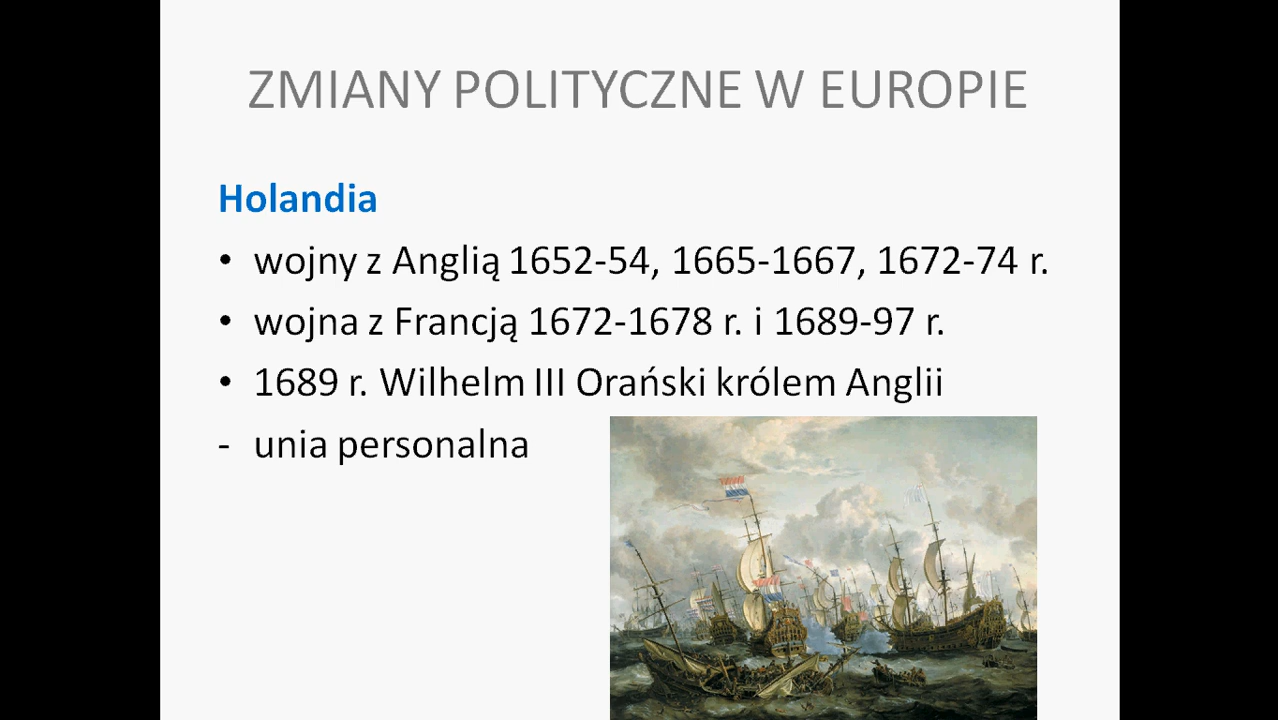 ZMIANY POLITYCZNE W EUROPIE
Holandia
• wojny z Anglią 1652-54, 1665-1667, 1672-74 r.
• wojna z Francją 1672-1678 r. i 1689-97 r.
• 1689 r. Wilhelm III Orański królem Anglii
- unia personalna